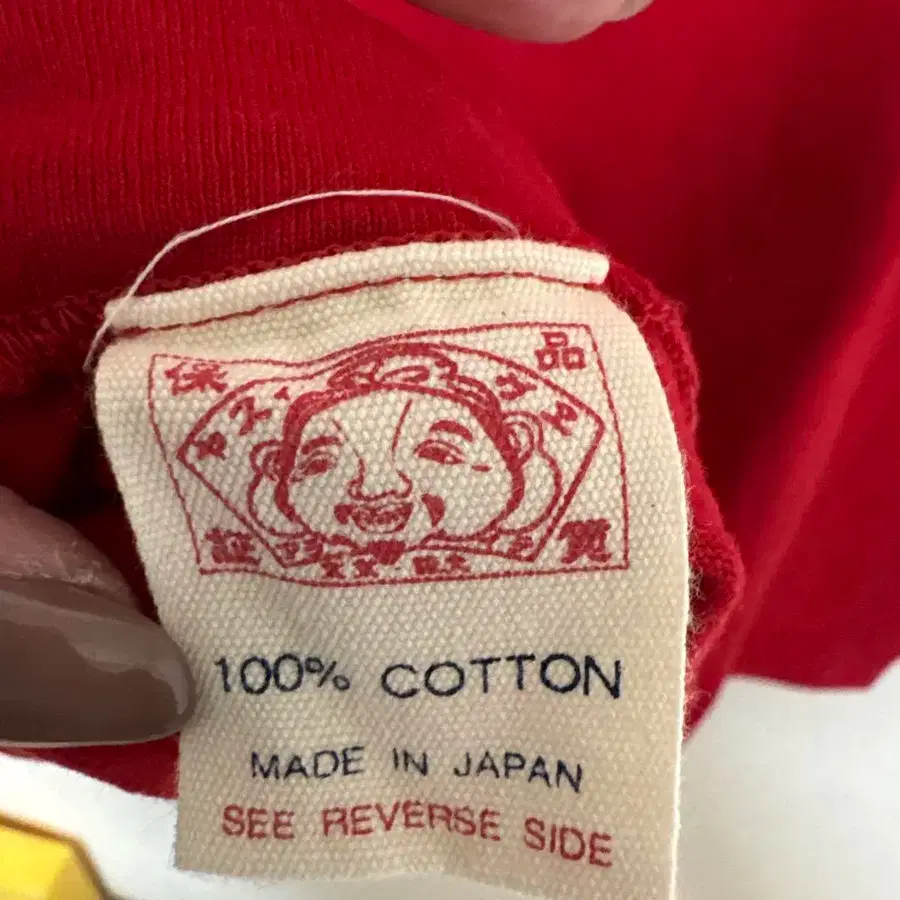 品質
保証
100% COTTON
MADE IN JAPAN
SEE REVERSE SIDE